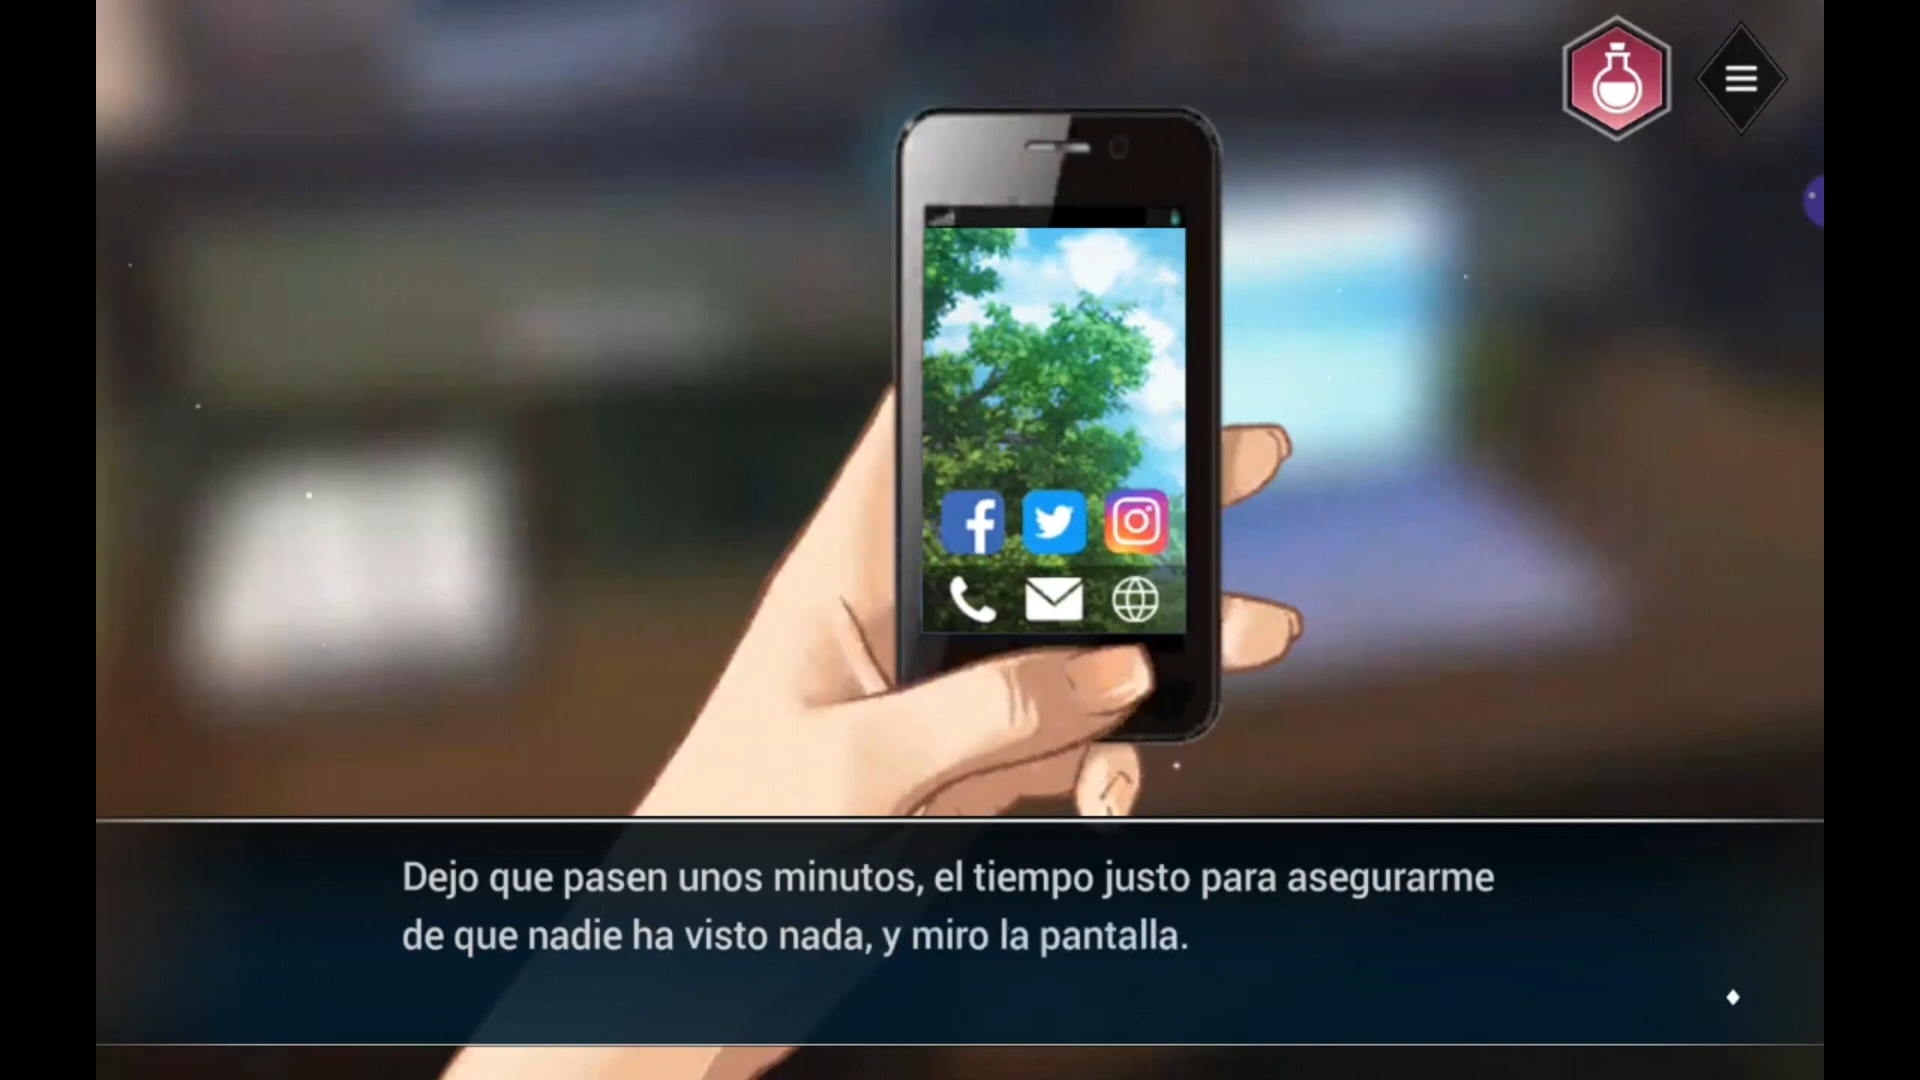 Dejo que pasen unos minutos, el tiempo justo para asegurarme
de que nadie ha visto nada, y miro la pantalla.